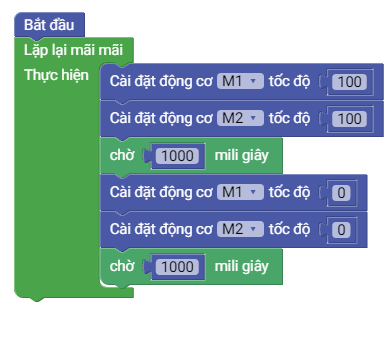 Bắt đầu
Lặp lại mãi mãi
Thực hiện
Cài đặt động cơ M1 tốc độ 100
Cài đặt động cơ M2 tốc độ 100
chờ 1000 mili giây
Cài đặt động cơ M1 tốc độ 0
Cài đặt động cơ M2 tốc độ 0
chờ 1000 mili giây